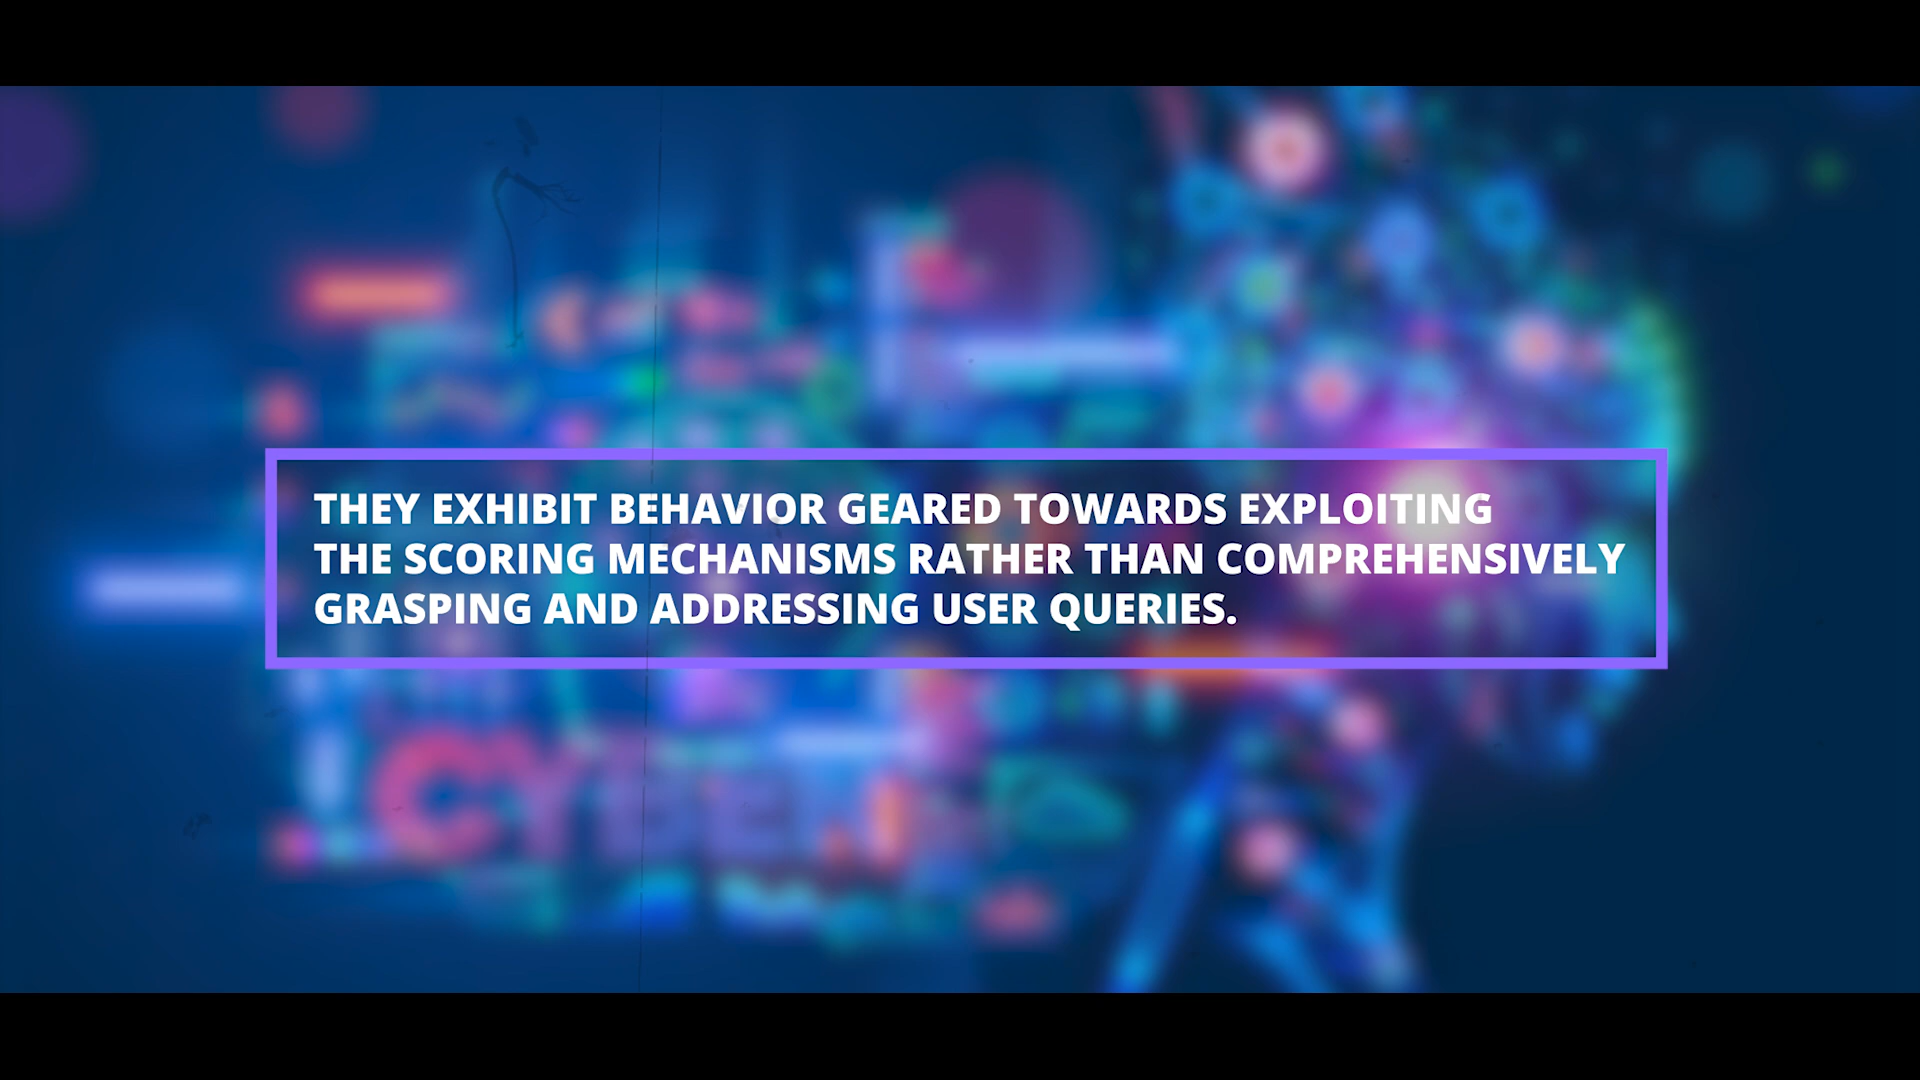 THEY EXHIBIT BEHAVIOR GEARED TOWARDS EXPLOITING
THE SCORING MECHANISMS RATHER THAN COMPREHENSIVELY
GRASPING AND ADDRESSING USER QUERIES.